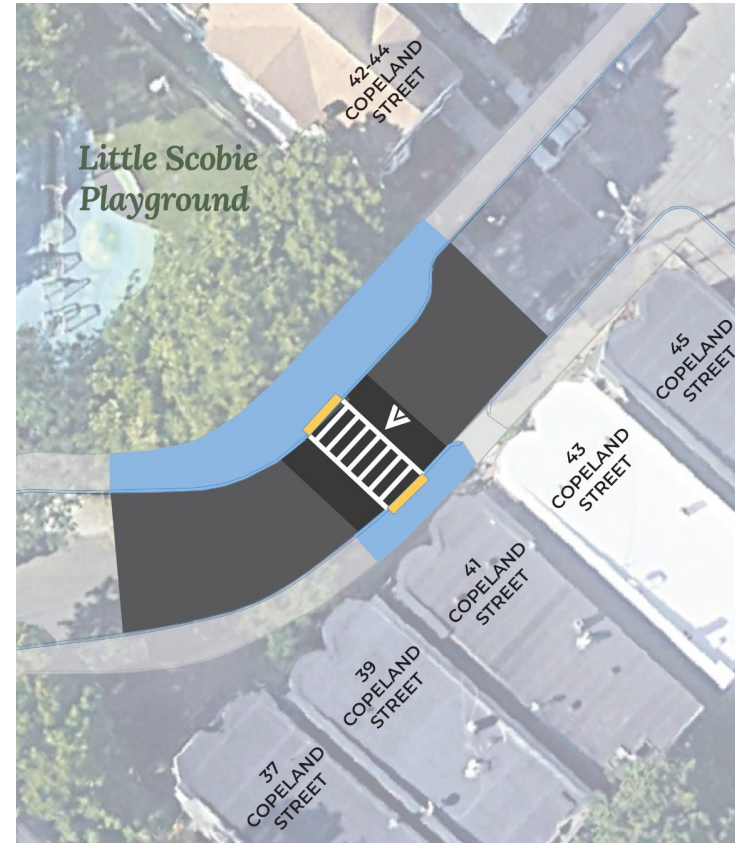 42-44
COPELAND
STREET
Little Scobie
Playground
45
COPELAND
STREET
43
COPELAND
STREET
41
COPELAND
STREET
39
COPELAND
STREET
37
COPELAND
STREET